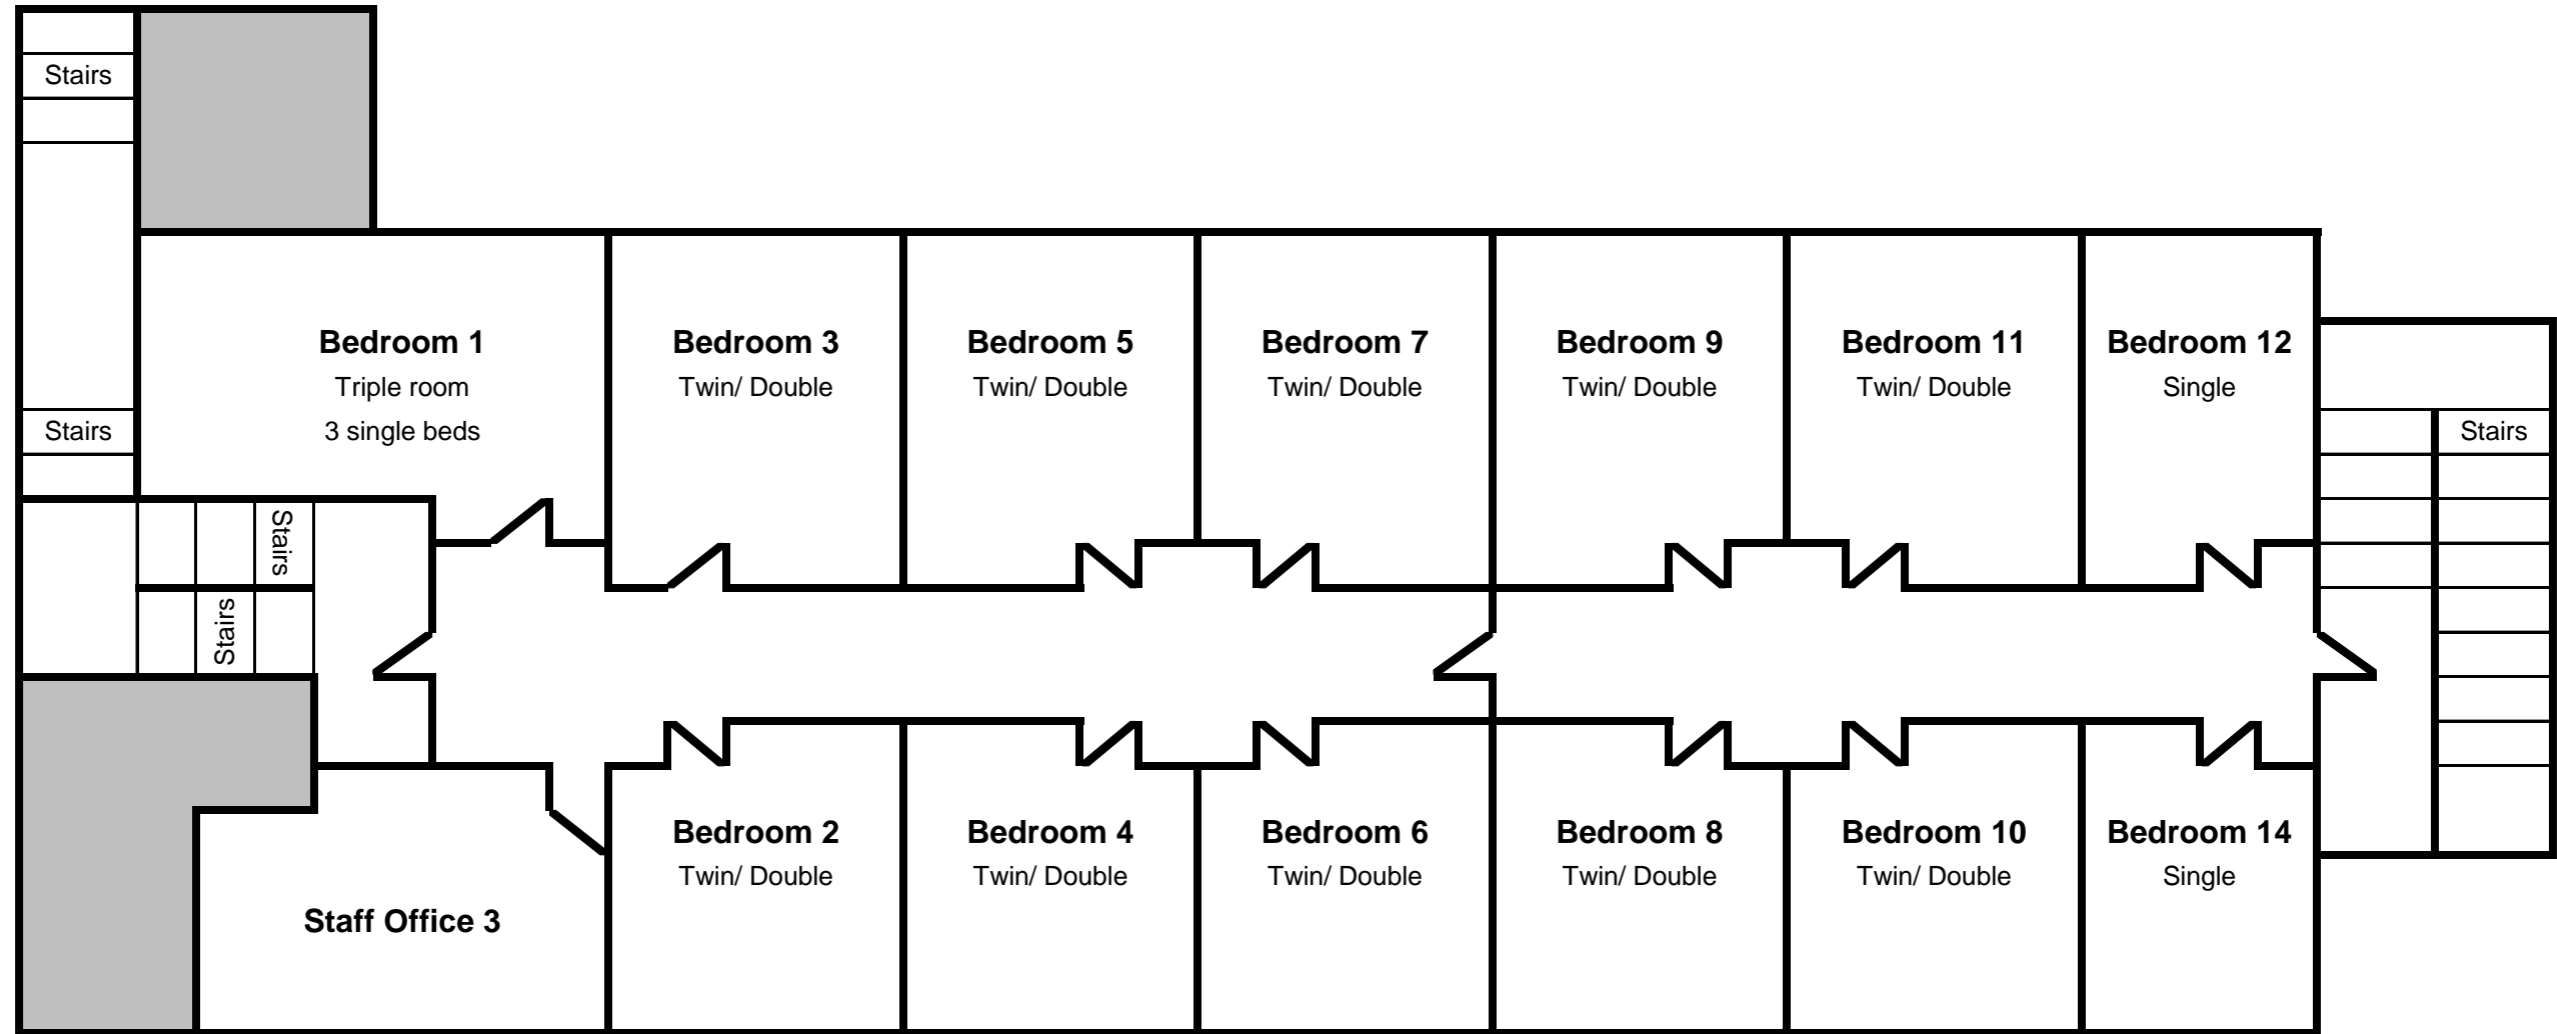 Stairs
Bedroom 1
Triple room
3 single beds
Bedroom 3
Twin/ Double
Bedroom 5
Twin/ Double
Bedroom 7
Twin/ Double
Bedroom 9
Twin/ Double
Bedroom 11
Twin/ Double
Bedroom 12
Single
Stairs
Stairs
Stairs
Stairs
Bedroom 2
Twin/ Double
Bedroom 4
Twin/ Double
Bedroom 6
Twin/ Double
Bedroom 8
Twin/ Double
Bedroom 10
Twin/ Double
Bedroom 14
Single
Staff Office 3